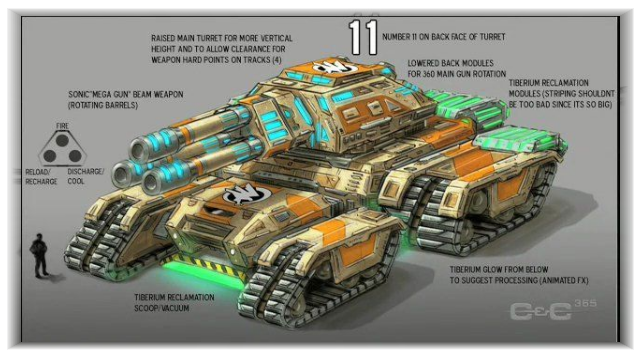 RAISED MAIN TURRET FOR MORE VERTICAL
HEIGHT AND TO ALLOW CLEARANCE FOR
WEAPON HARD POINTS ON TRACKS (4)
11
NUMBER 11 ON BACK FACE OF TURRET
LOWERED BACK MODULES
FOR 360 MAIN GUN ROTATION
TIBERIUM RECLAMATION
MODULES (STRIPING SHOULDNT
BE TOO BAD SINCE ITS SO BIG)
SONIC"MEGA GUN" BEAM WEAPON
(ROTATING BARRELS)
FIRE
RELOAD/
RECHARGE
DISCHARGE/
COOL
TIBERIUM GLOW FROM BELOW
TO SUGGEST PROCESSING (ANIMATED FX)
TIBERIUM RECLAMATION
SCOOP/VACUUM
C&C 365